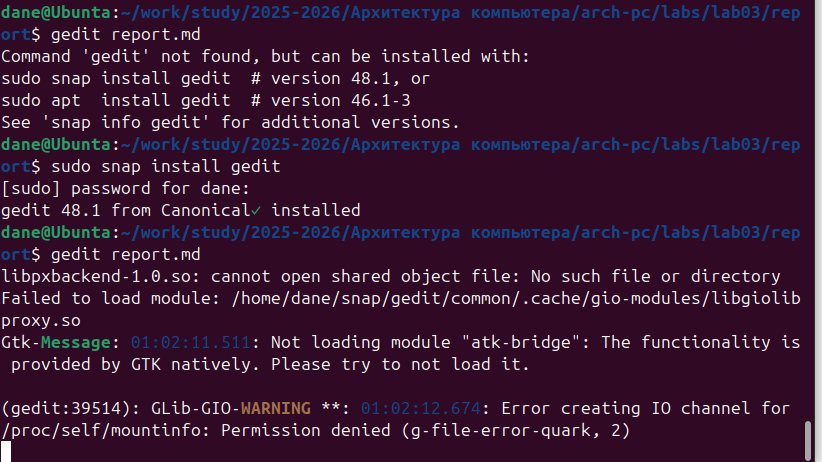 dane@Ubunta:~/work/study/2025-2026/Архитектура компьютера/arch-pc/labs/lab03/rep
ort$ gedit report.md
Command 'gedit' not found, but can be installed with:
sudo snap install gedit  # version 48.1, or
sudo apt  install gedit  # version 46.1-3
See 'snap info gedit' for additional versions.
dane@Ubunta:~/work/study/2025-2026/Архитектура компьютера/arch-pc/labs/lab03/rep
ort$ sudo snap install gedit
[sudo] password for dane:
gedit 48.1 from Canonical✓ installed
dane@Ubunta:~/work/study/2025-2026/Архитектура компьютера/arch-pc/labs/lab03/rep
ort$ gedit report.md
libpxbackend-1.0.so: cannot open shared object file: No such file or directory
Failed to load module: /home/dane/snap/gedit/common/.cache/gio-modules/libgiolib
proxy.so
Gtk-Message: 01:02:11.511: Not loading module "atk-bridge": The functionality is
 provided by GTK natively. Please try to not load it.
(gedit:39514): GLib-GIO-WARNING **: 01:02:12.674: Error creating IO channel for
/proc/self/mountinfo: Permission denied (g-file-error-quark, 2)